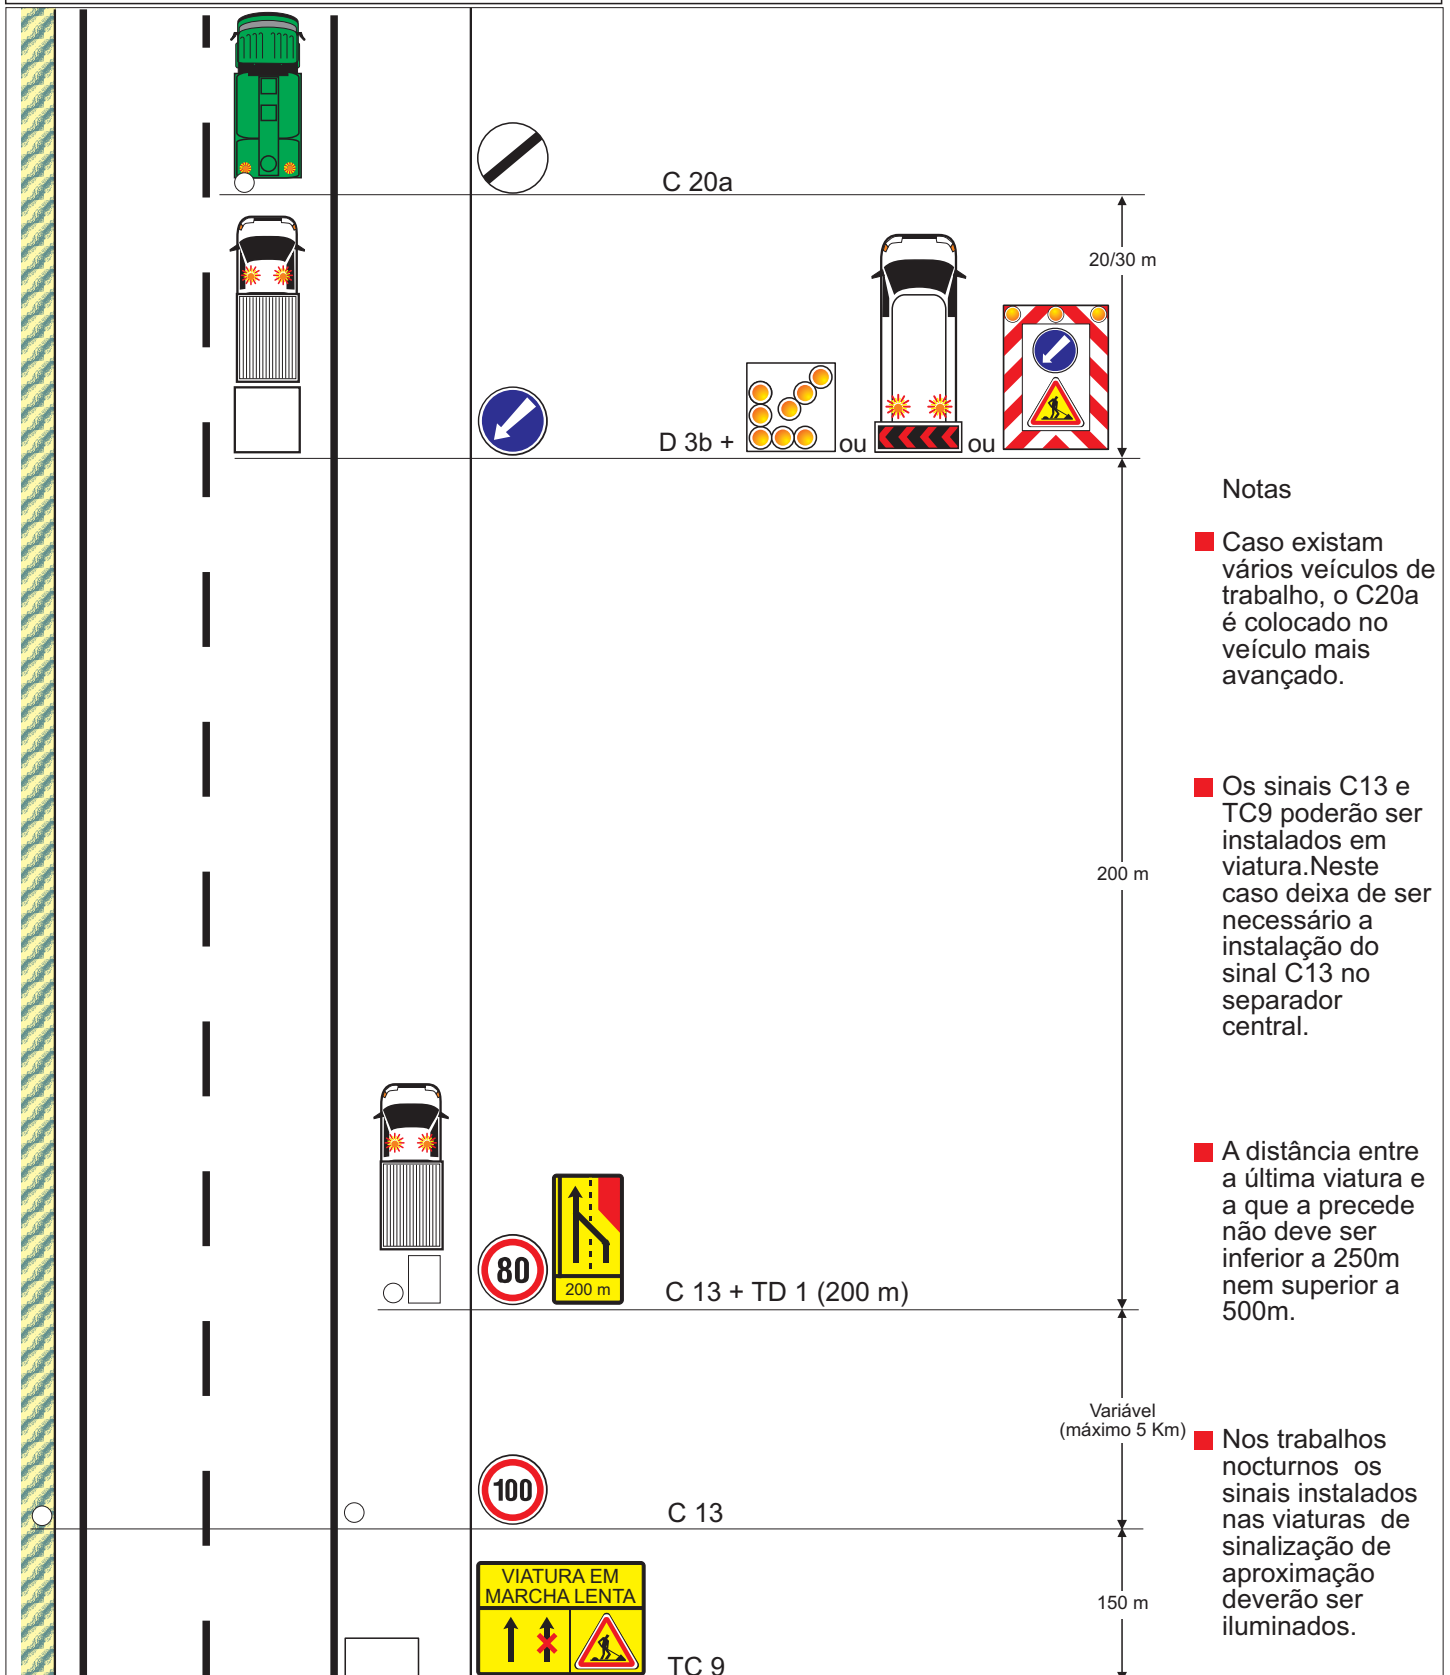 C 20a
20/30 m
D 3b +
ou
ou
Notas
Caso existam
vários veículos de
trabalho, o C20a
é colocado no
veículo mais
avançado.
Os sinais C13 e
TC9 poderão ser
instalados em
viatura.Neste
caso deixa de ser
necessário a
instalação do
sinal C13 no
separador
central.
200 m
A distância entre
a última viatura e
a que a precede
não deve ser
inferior a 250m
nem superior a
500m.
80
200 m
C 13 + TD 1 (200 m)
Variável
(máximo 5 Km)
Nos trabalhos
nocturnos os
sinais instalados
nas viaturas de
sinalização de
aproximação
deverão ser
iluminados.
100
C 13
VIATURA EM
MARCHA LENTA
150 m
TC 9